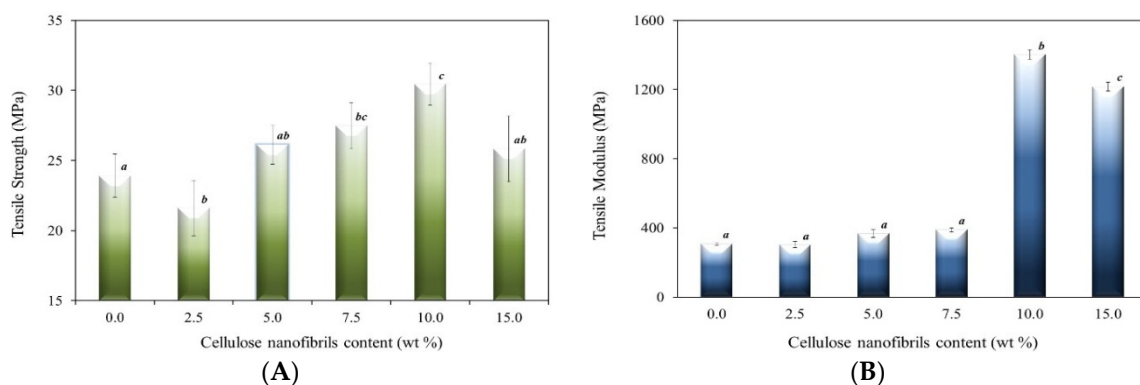 35
30
25
20
15
Tensile Strength (MPa)
a
b
ab
bc
c
ab
0.0 2.5 5.0 7.5 10.0 15.0
Cellulose nanofibrils content (wt %)
(A)
1600
1200
800
400
0
Tensile Modulus (MPa)
a
a
a
a
b
c
0.0 2.5 5.0 7.5 10.0 15.0
Cellulose nanofibrils content (wt %)
(B)